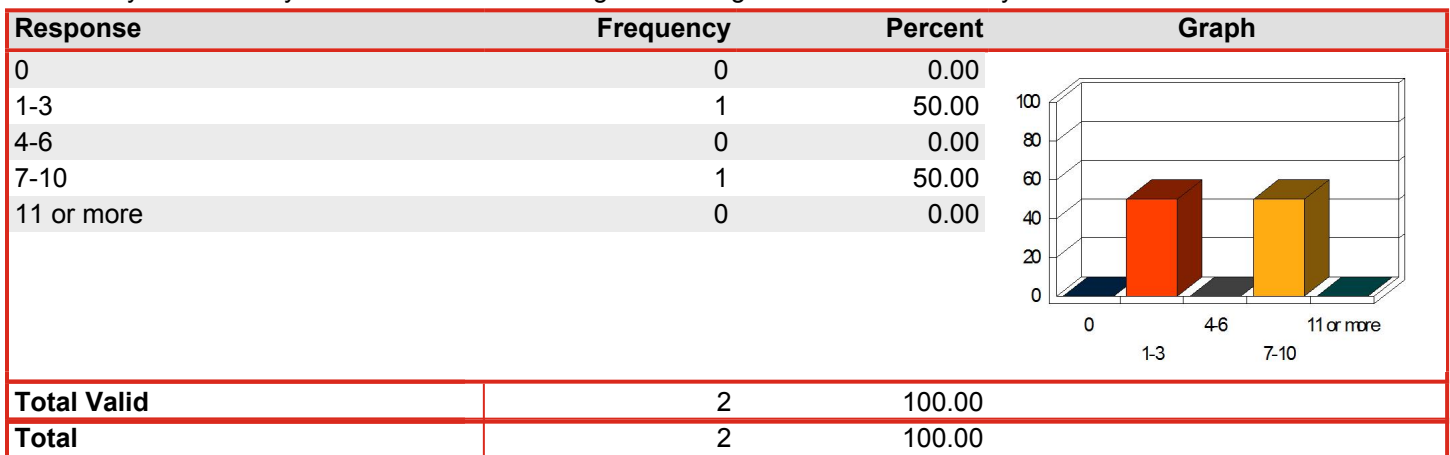 Response Frequency Percent Graph
0 0 0.00
1-3 1 50.00
4-6 0 0.00
7-10 1 50.00
11 or more 0 0.00
100
80
60
40
20
0
0 4-6 11 or more
1-3 7-10
Total Valid 2 100.00
Total 2 100.00